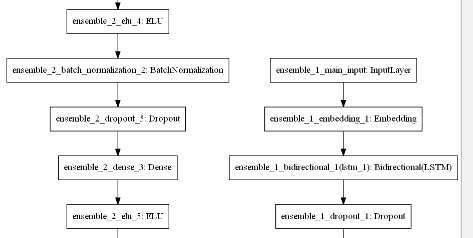 ensemble_2_elu_4: ELU
ensemble_2_batch_normalization_2: BatchNormalization
ensemble_2_dropout_5: Dropout
ensemble_2_dense_3: Dense
ensemble_2_elu_5: ELU
ensemble_1_main_input: InputLayer
ensemble_1_embedding_1: Embedding
ensemble_1_bidirectional_1(lstm_1): Bidirectional(LSTM)
ensemble_1_dropout_1: Dropout